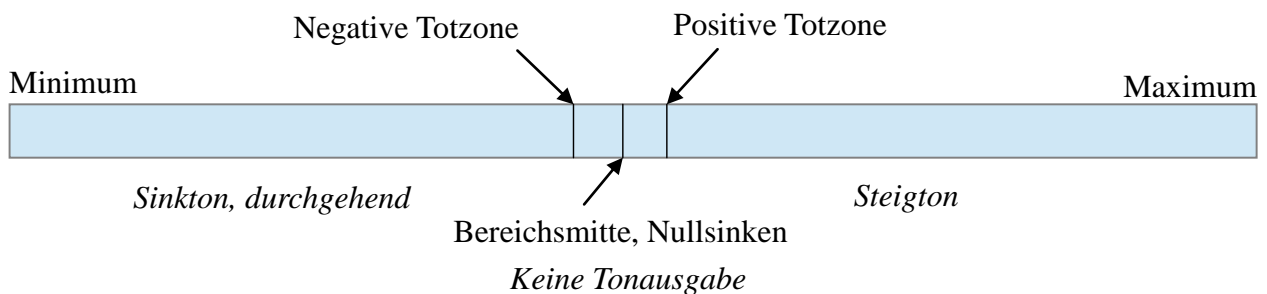 Negative Totzone
Positive Totzone
Minimum
Maximum
Sinkton, durchgehend
Steigton
Bereichsmitte, Nullsinken
Keine Tonausgabe